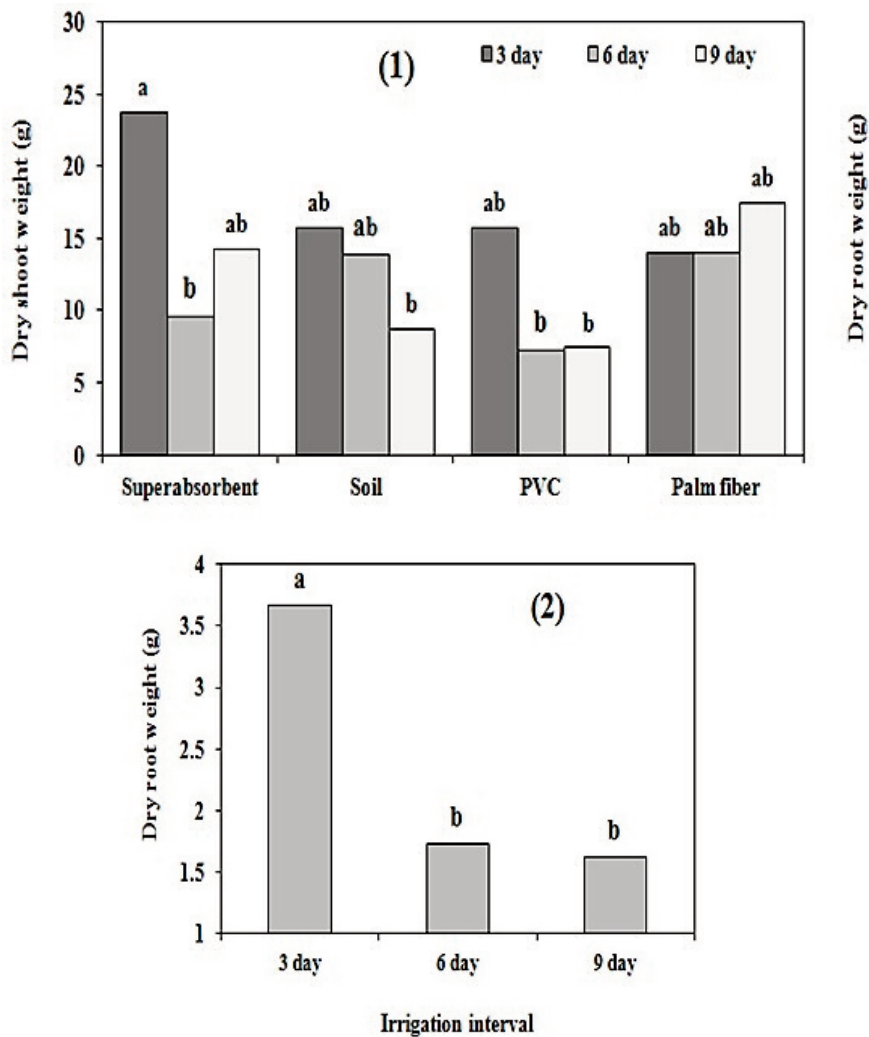 30
25
20
15
10
5
0
Dry shoot weight (g)
(1)
3 day 6 day 9 day
a
b
ab
ab
ab
b
ab
b
b
ab
ab
ab
Superabsorbent Soil PVC Palm fiber
Dry root weight (g)
4
3.5
3
2.5
2
1.5
1
Dry root weight (g)
(2)
a
b
b
3 day 6 day 9 day
Irrigation interval